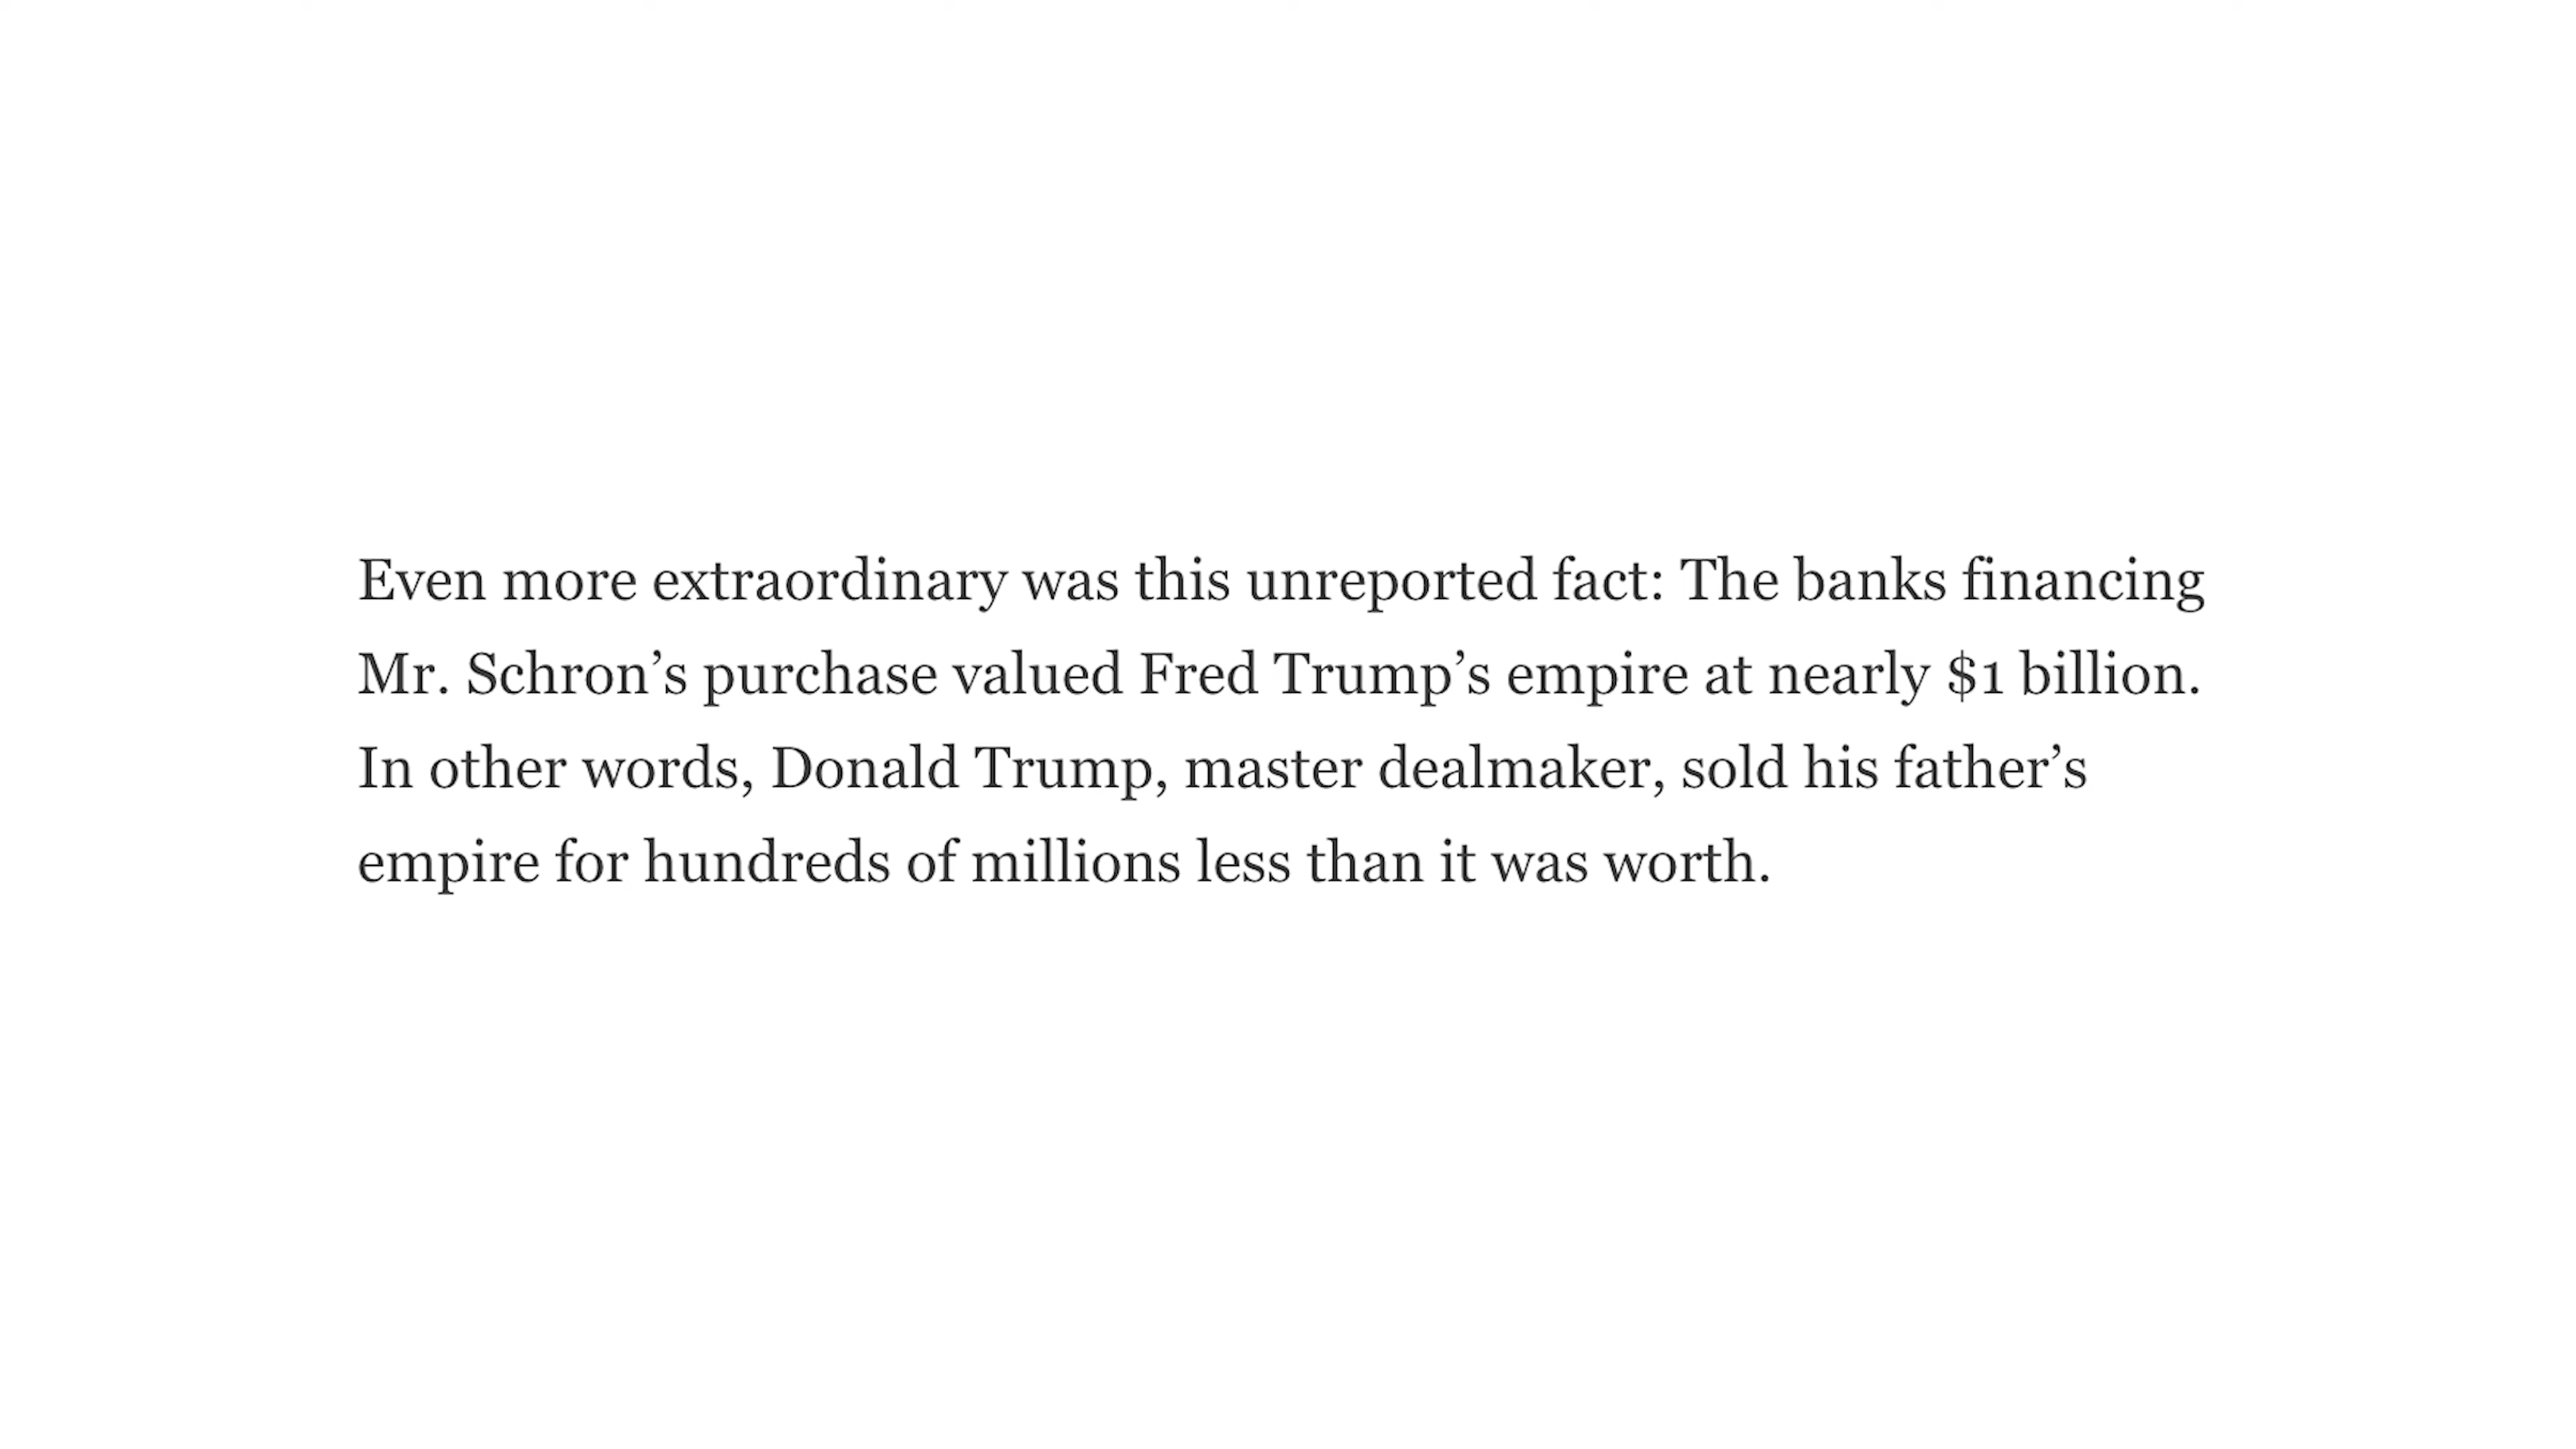 Even more extraordinary was this unreported fact: The banks financing
Mr. Schron’s purchase valued Fred Trump’s empire at nearly $1 billion.
In other words, Donald Trump, master dealmaker, sold his father’s
empire for hundreds of millions less than it was worth.